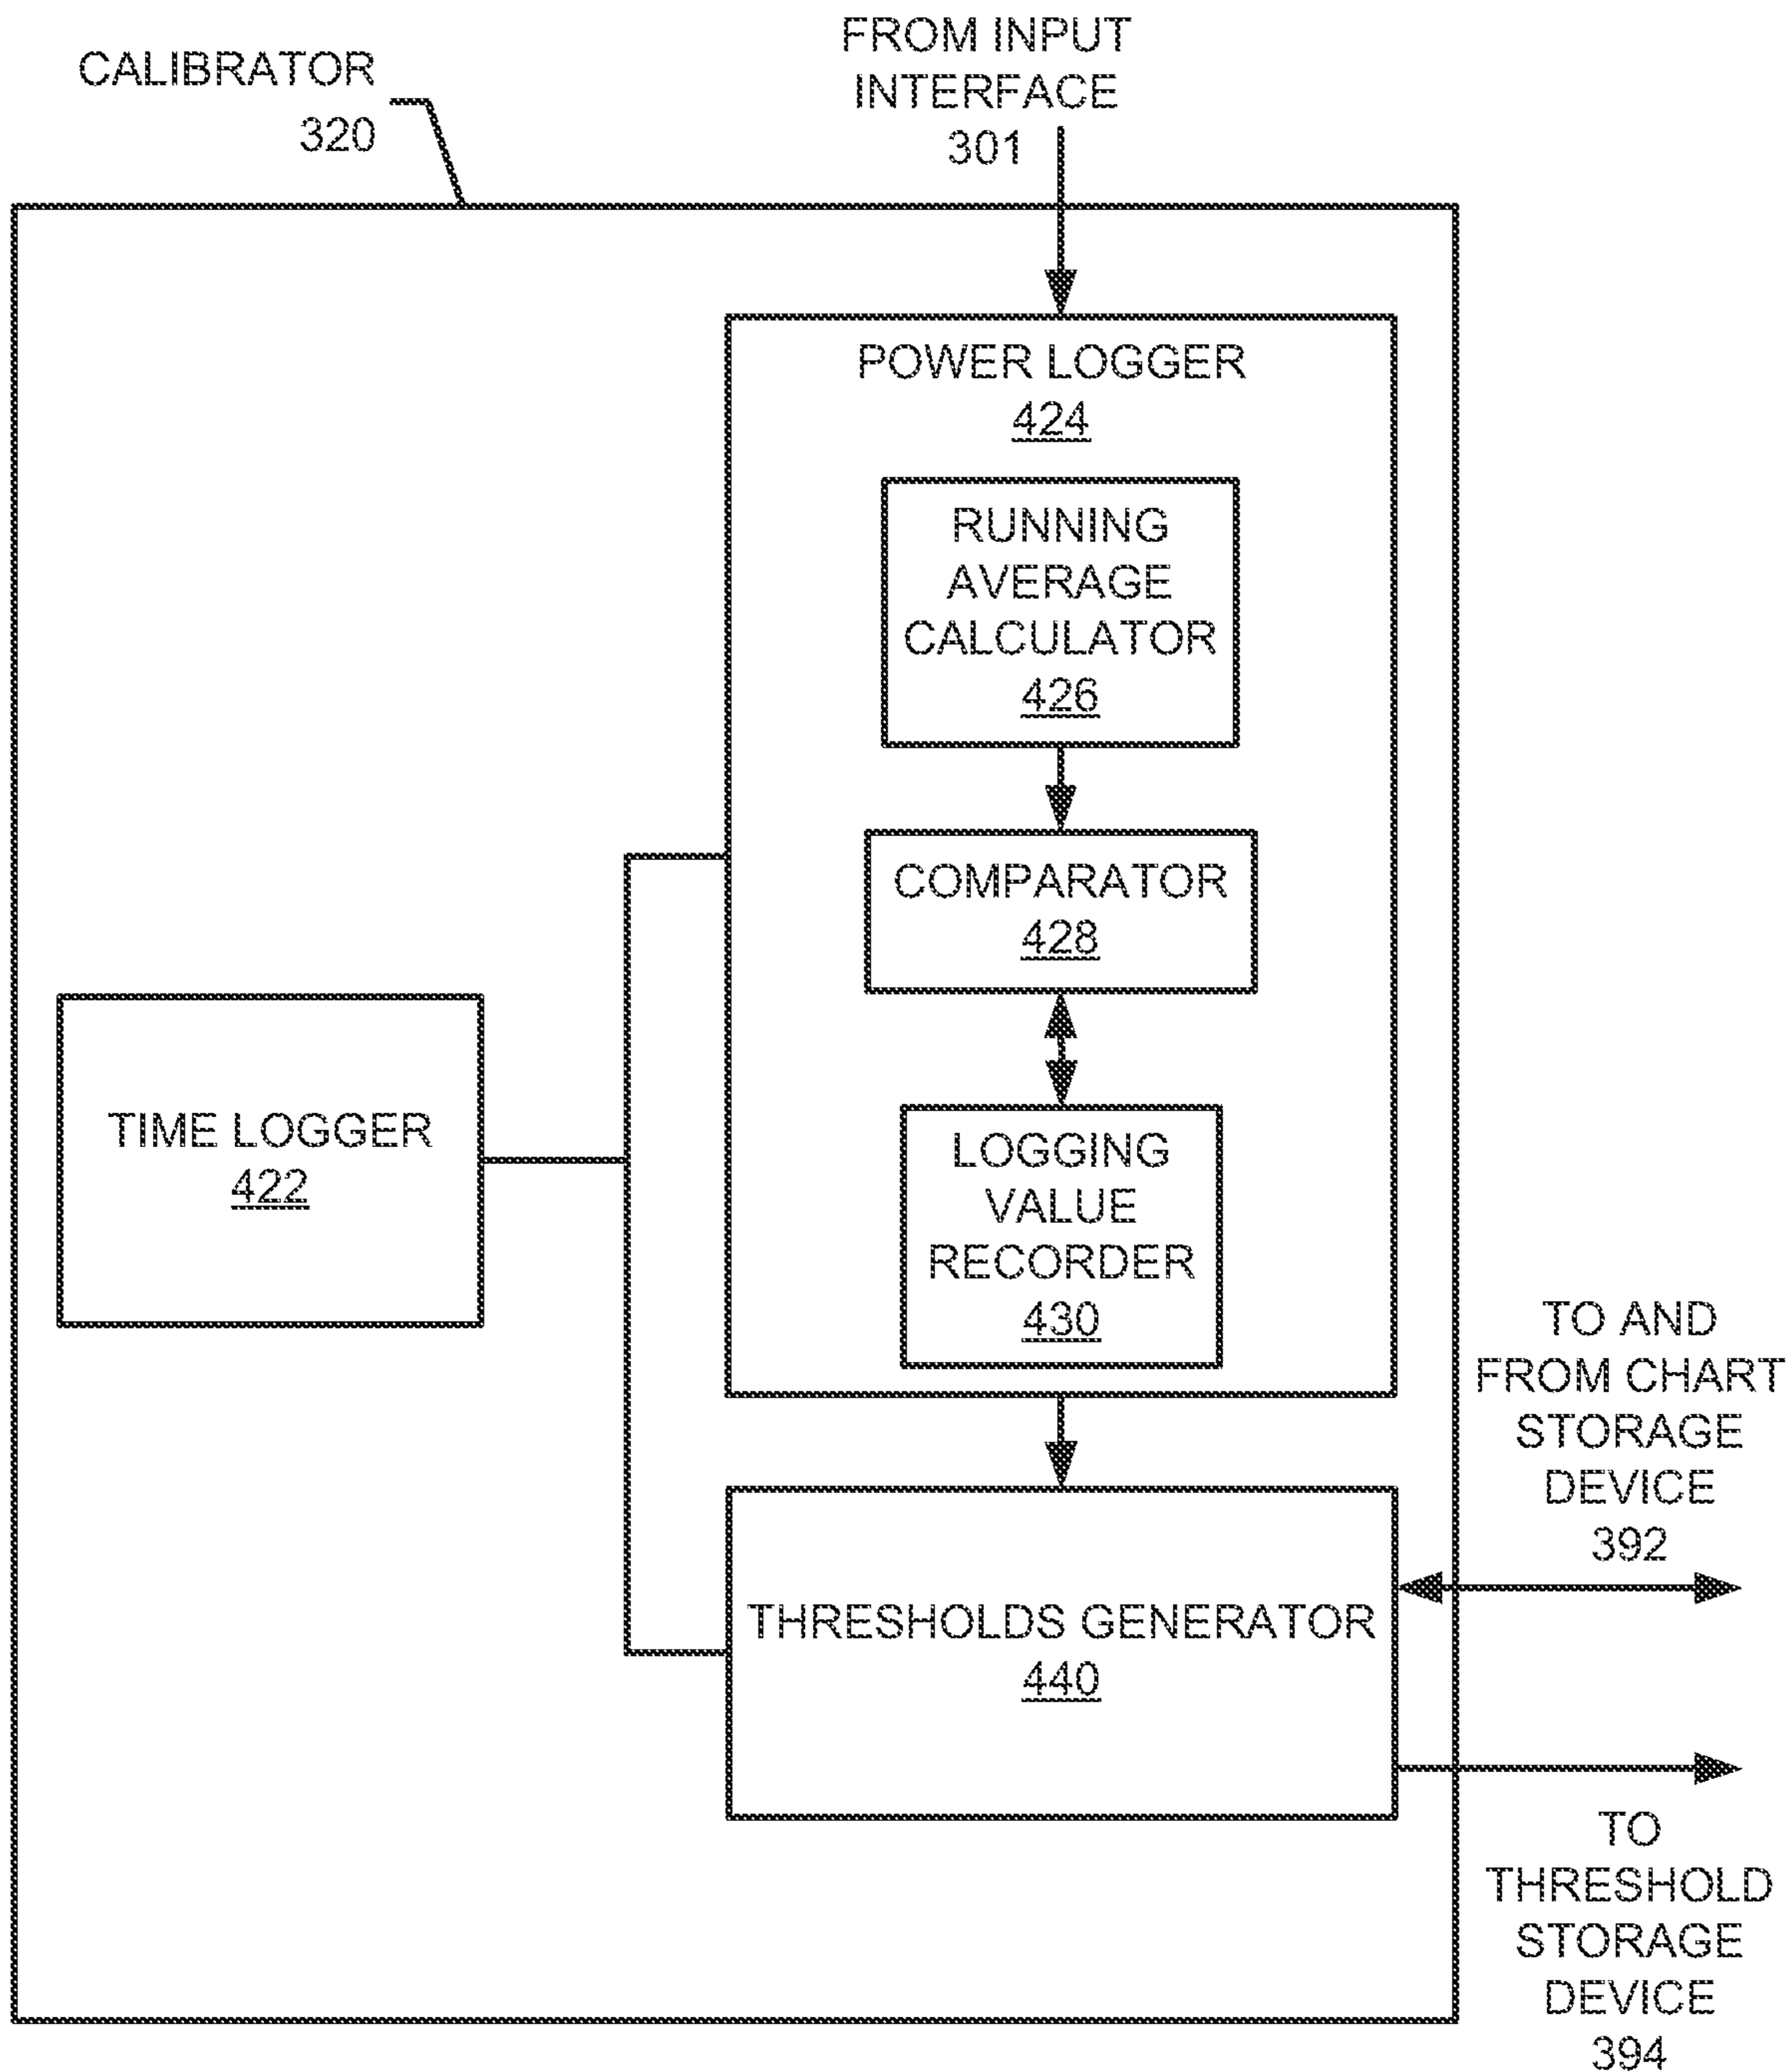 CALIBRATOR
320
FROM INPUT
INTERFACE
301
POWER LOGGER
424
RUNNING
AVERAGE
CALCULATOR
426
COMPARATOR
428
TIME LOGGER
422
LOGGING
VALUE
RECORDER
430
TO AND
FROM CHART
STORAGE
DEVICE
392
THRESHOLDS GENERATOR
440
TO
THRESHOLD
STORAGE
DEVICE
394